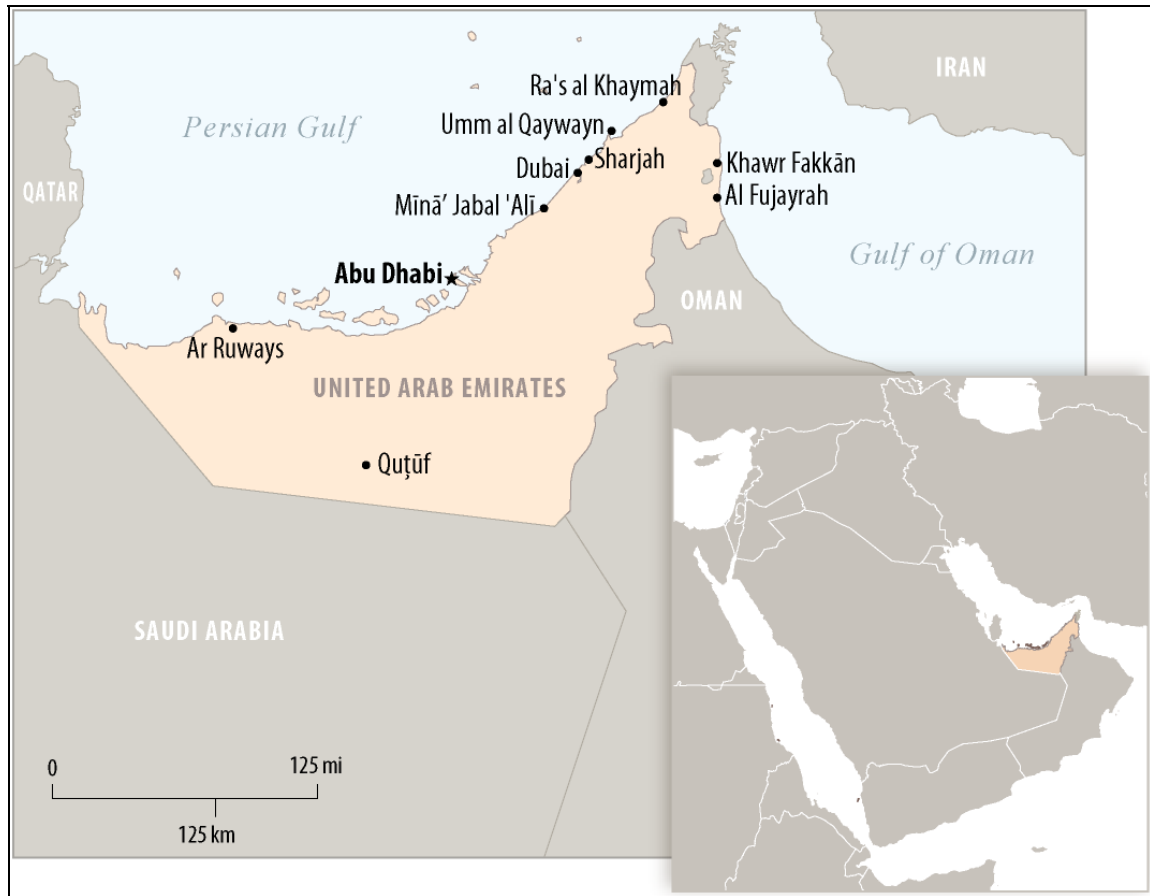 IRAN
Ra's al Khaymah
Umm al Qaywayn
Persian Gulf
Sharjah
Khawr Fakkān
Dubai
QATAR
Al Fujayrah
Mīnā’ Jabal 'Alī
Gulf of Oman
Abu Dhabi
OMAN
Ar Ruways
UNITED ARAB EMIRATES
Quţūf
SAUDI ARABIA
0
125 mi
125 km